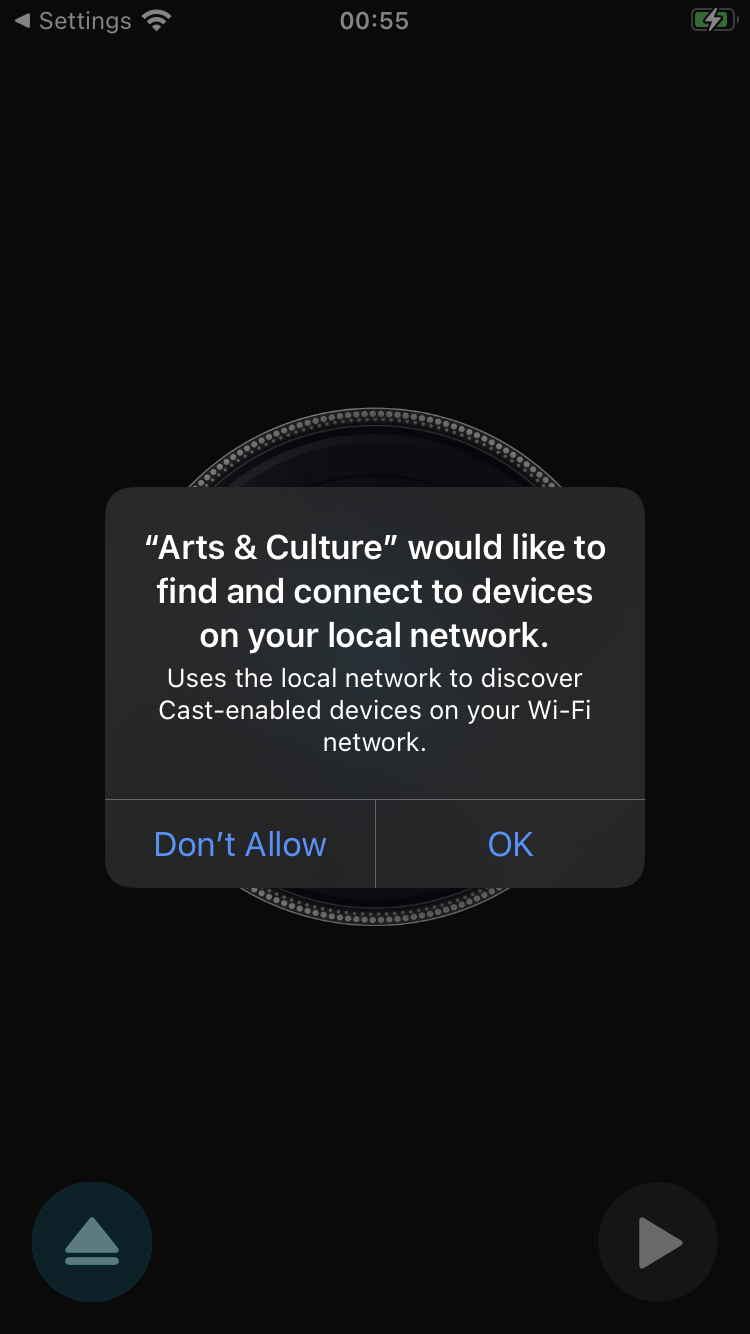 Settings
00:55
“Arts & Culture” would like to
find and connect to devices
on your local network.
Uses the local network to discover
Cast-enabled devices on your Wi-Fi
network.
Don’t Allow
OK